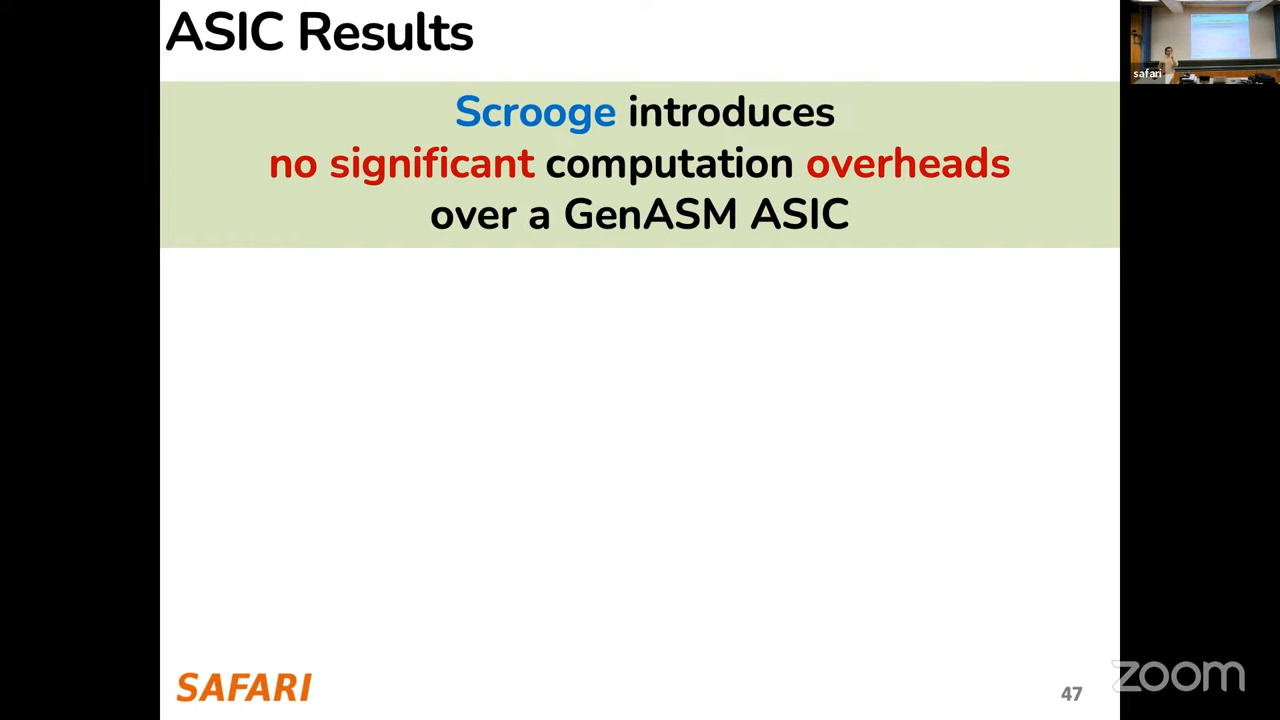 ASIC Results
Scrooge introduces
no significant computation overheads
over a GenASM ASIC
safari
SAFARI
47
zoom